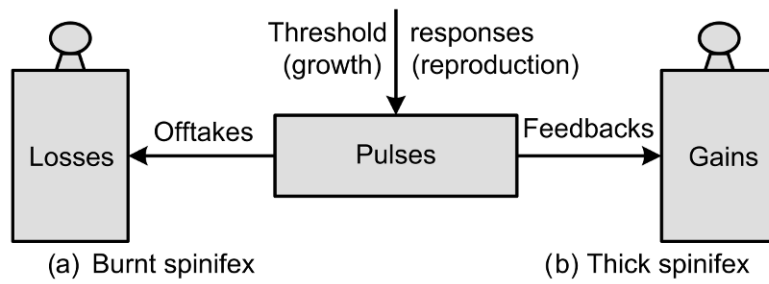 Threshold responses
(growth) (reproduction)
Losses
Offtakes
Pulses
Feedbacks
Gains
(a) Burnt spinifex
(b) Thick spinifex